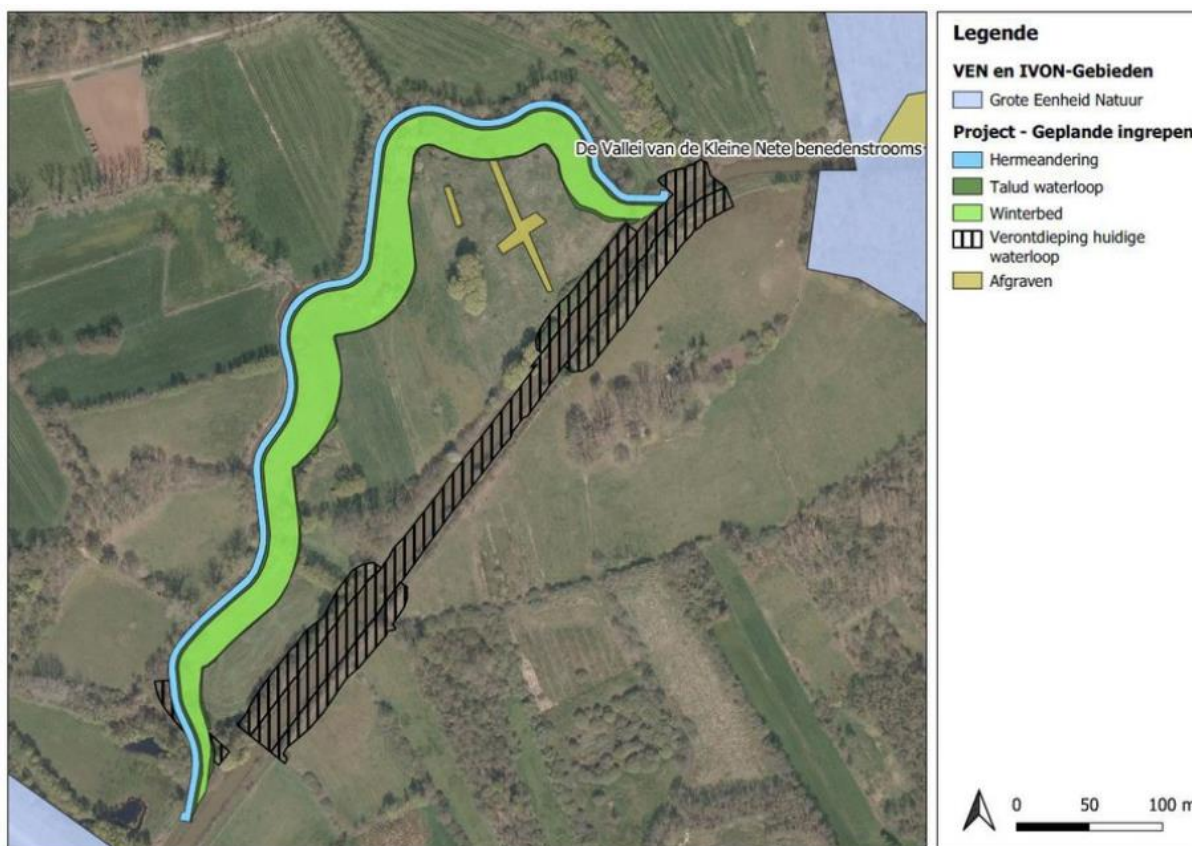 De Vallei van de Kleine Nete benedenstrooms
Legende
VEN en IVON-Gebieden
Grote Eenheid Natuur
Project - Geplande ingrepen
Hermeandering
Talud waterloop
Winterbed
Verontdieping huidige
waterloop
Afgraven
0 50 100 m